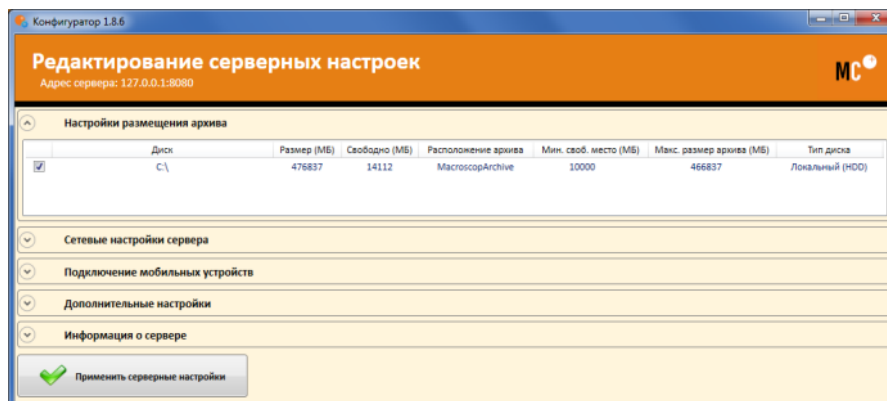 Конфигуратор 1.8.6
Редактирование серверных настроек
Адрес сервера: 127.0.0.1:8080
MC
Настройки размещения архива
Диск Размер (МБ) Свободно (МБ) Расположение архива Мин. своб. место (МБ) Макс. размер архива (МБ) Тип диска
C:\ 476837 14112 MacroscopArchive 10000 466837 Локальный (HDD)
Сетевые настройки сервера
Подключение мобильных устройств
Дополнительные настройки
Информация о сервере
Применить серверные настройки